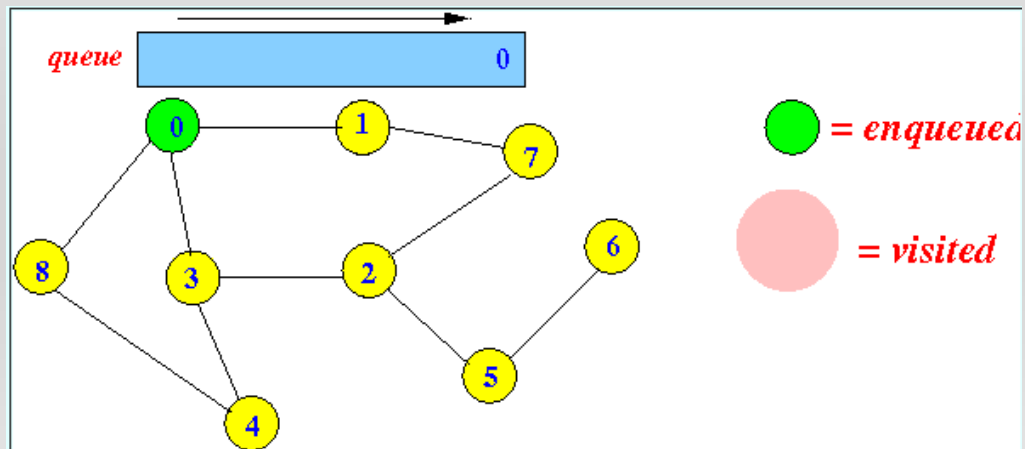 queue 0
0 1 7
= enqueued
6
= visited
8 3 2
5
4